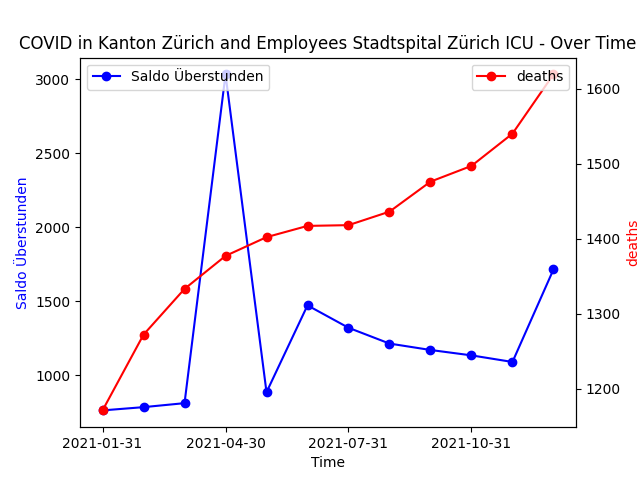 COVID in Kanton Zürich and Employees Stadtspital Zürich ICU - Over Time
Saldo Überstunden
deaths
3000
2500
2000
1500
1000
Saldo Überstunden
1600
1500
1400
1300
1200
deaths
2021-01-31
2021-04-30
2021-07-31
2021-10-31
Time